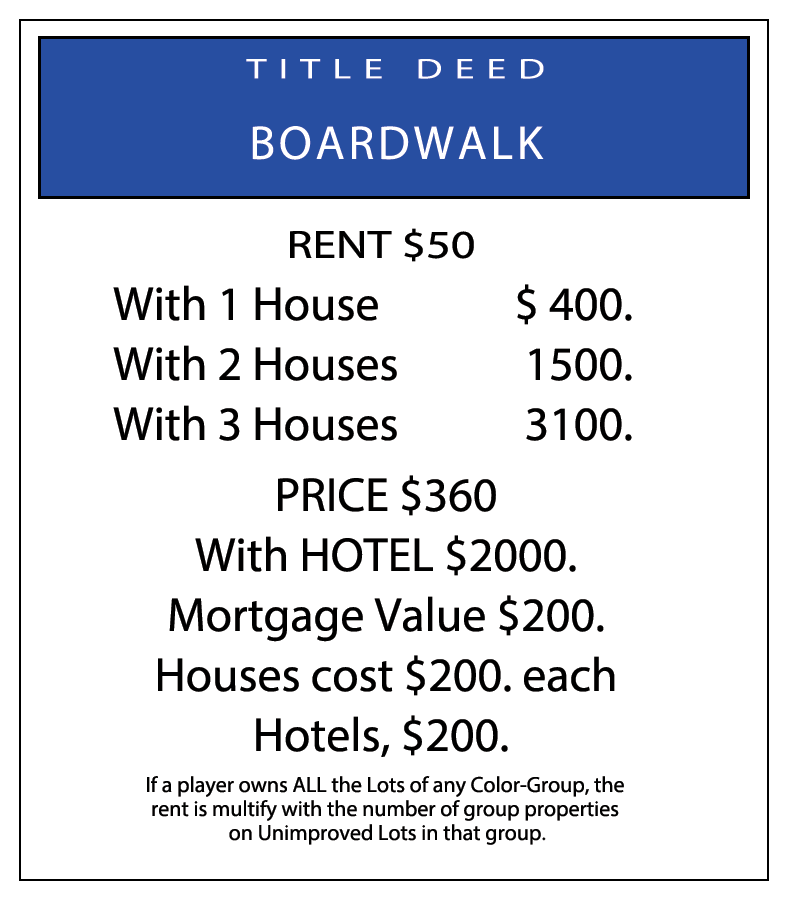 TITLE DEED
BOARDWALK
RENT $50
With 1 House $ 400.
With 2 Houses 1500.
With 3 Houses 3100.
PRICE $360
With HOTEL $2000.
Mortgage Value $200.
Houses cost $200. each
Hotels, $200.
If a player owns ALL the Lots of any Color-Group, the
rent is multify with the number of group properties
on Unimproved Lots in that group.